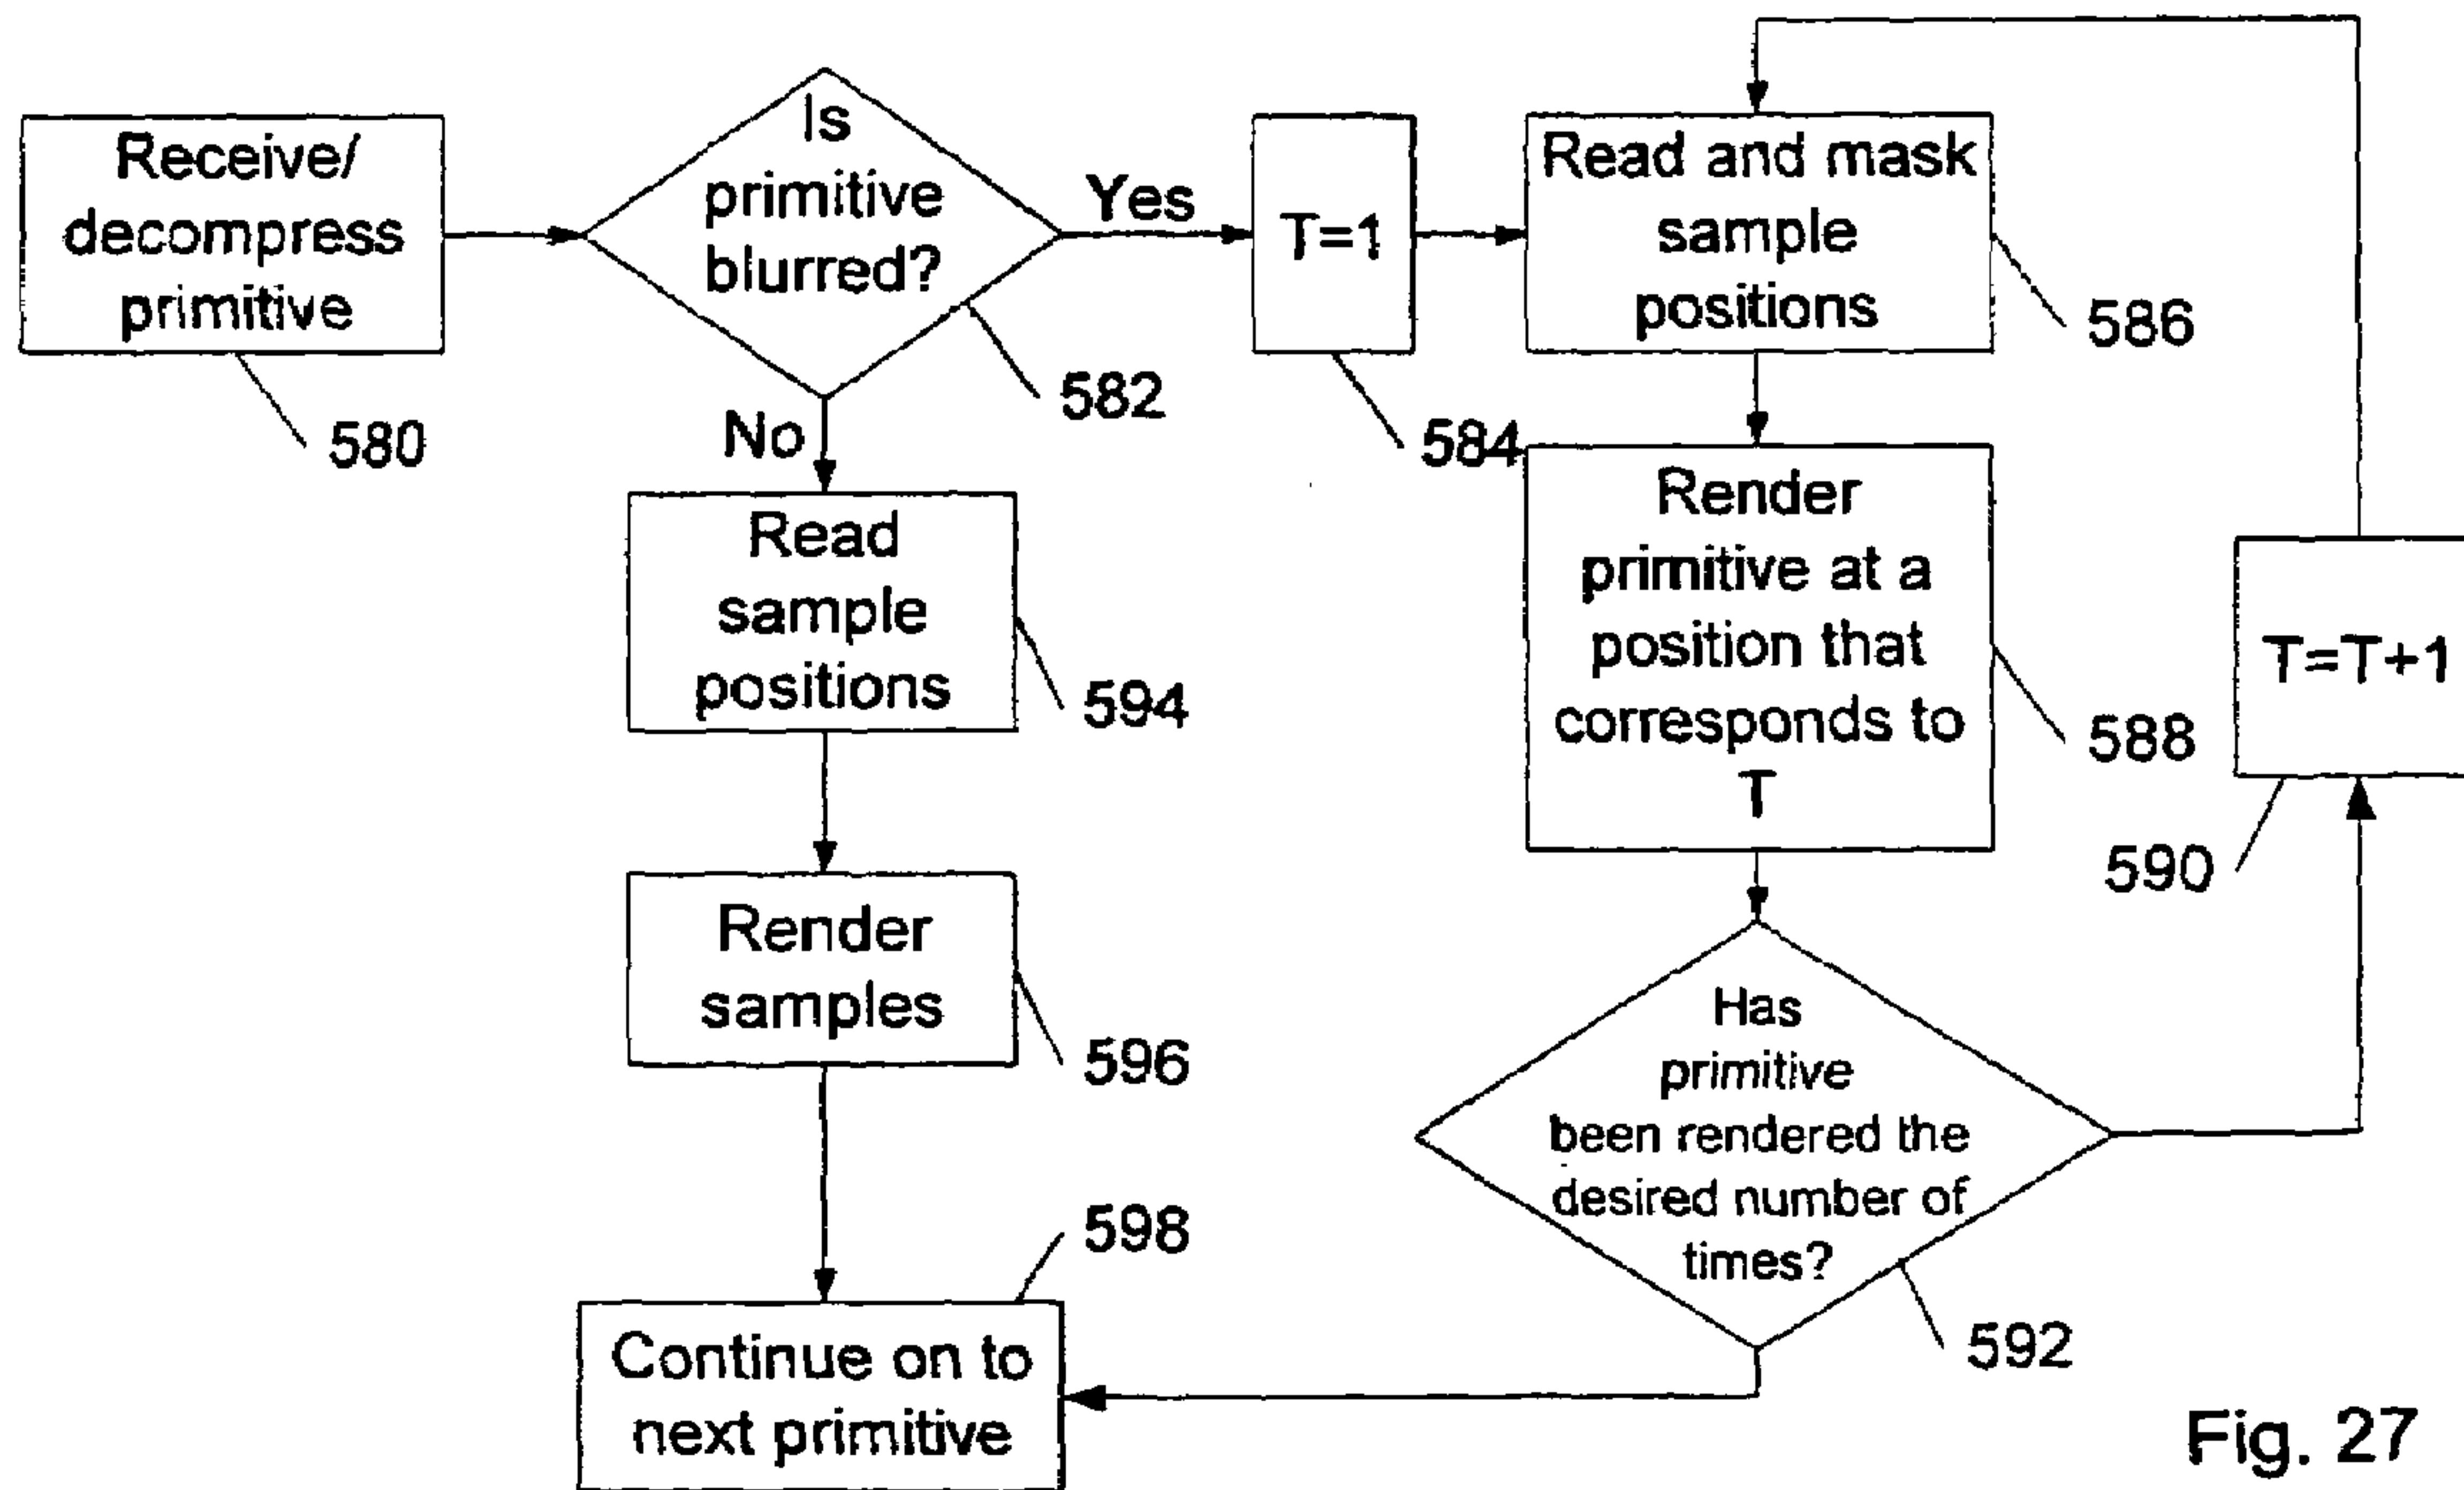 Receive/
decompress
primitive
580
Is
primitive
blurred?
582
Yes
No
T=1
584
Read and mask
sample
positions
586
Render
primitive at a
position that
corresponds to
T
588
T=T+1
590
Has
primitive
been rendered the
desired number of
times?
592
Read
sample
positions
594
Render
samples
596
Continue on to
next primitive
598
Fig. 27